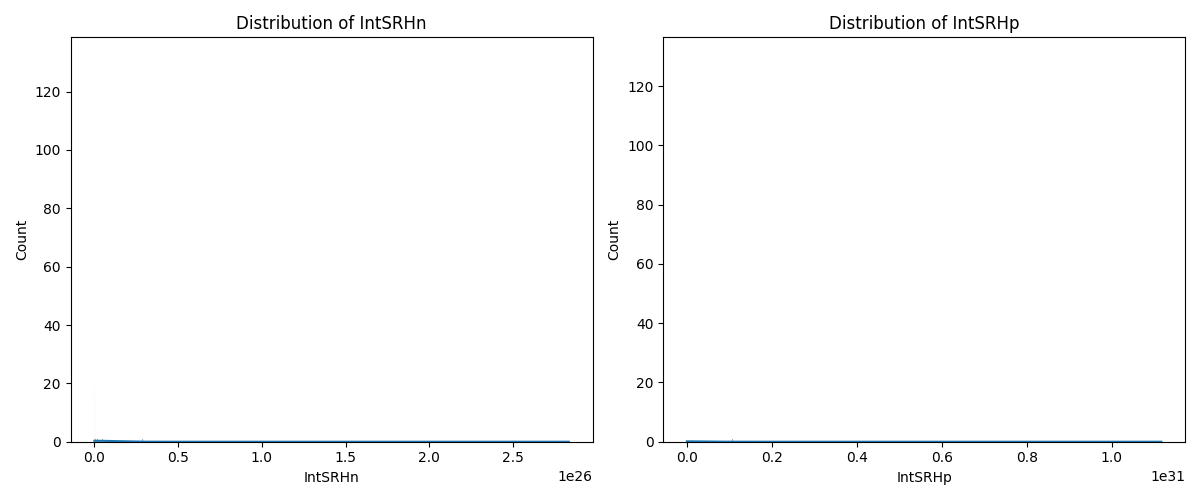 Distribution of IntSRHn
Count
120
100
80
60
40
20
0
0.0 0.5 1.0 1.5 2.0 2.5
1e26
IntSRHn
Distribution of IntSRHp
Count
120
100
80
60
40
20
0
0.0 0.2 0.4 0.6 0.8 1.0
1e31
IntSRHp